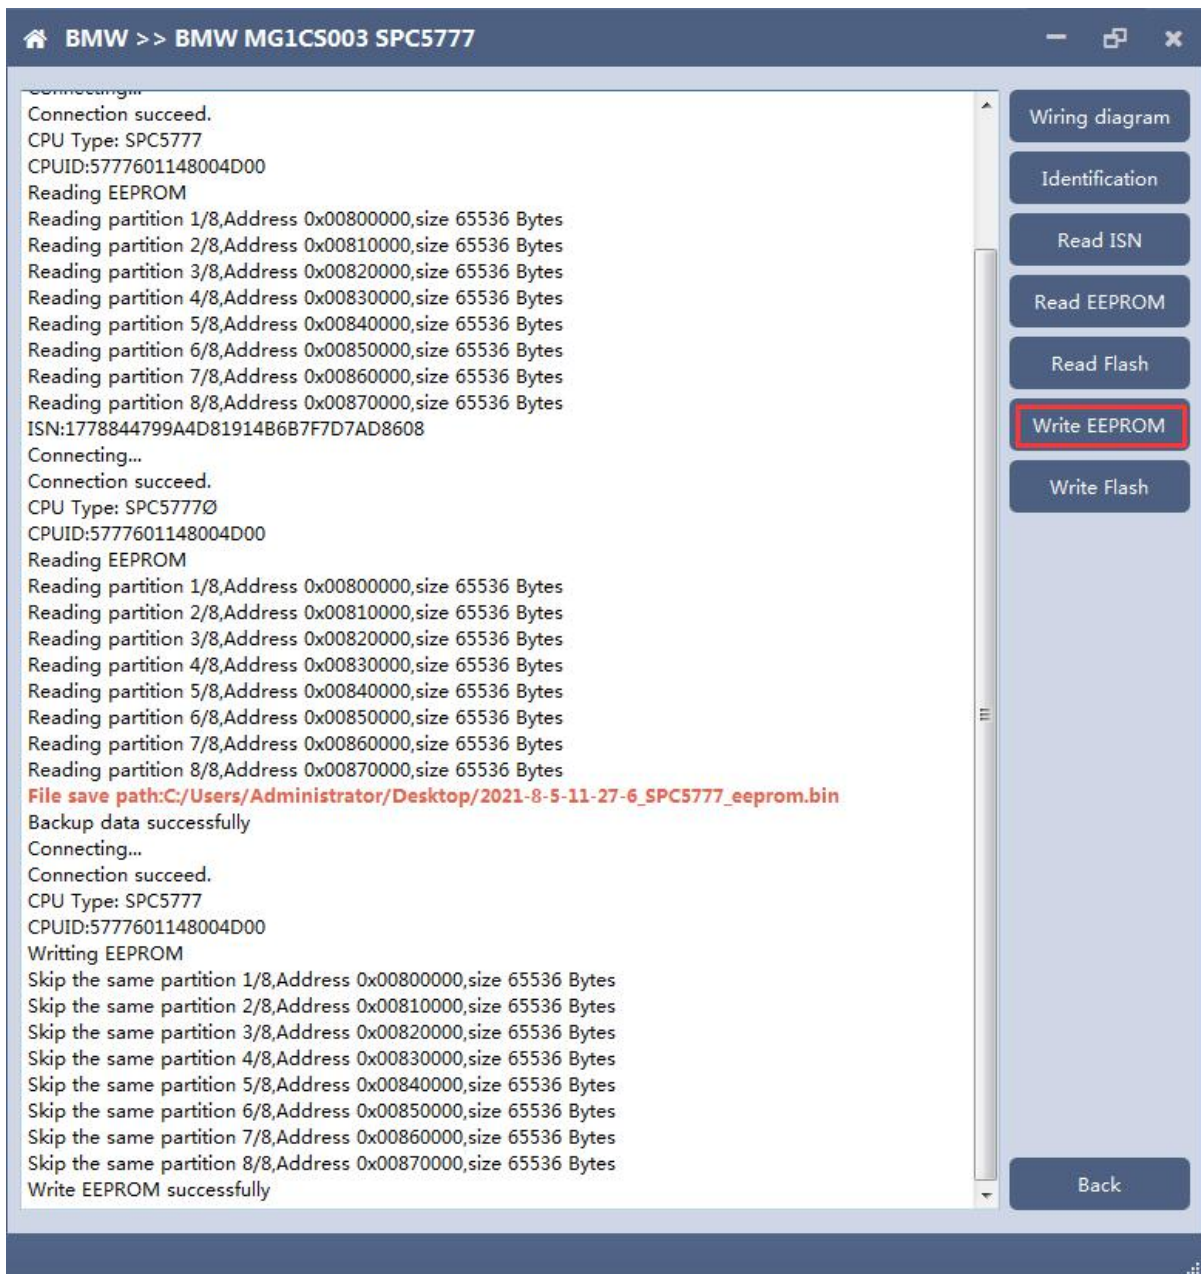 BMW >> BMW MG1CS003 SPC5777
Connecting...
Connection succeed.
CPU Type: SPC5777
CPUID:5777601148004D00
Reading EEPROM
Reading partition 1/8,Address 0x00800000,size 65536 Bytes
Reading partition 2/8,Address 0x00810000,size 65536 Bytes
Reading partition 3/8,Address 0x00820000,size 65536 Bytes
Reading partition 4/8,Address 0x00830000,size 65536 Bytes
Reading partition 5/8,Address 0x00840000,size 65536 Bytes
Reading partition 6/8,Address 0x00850000,size 65536 Bytes
Reading partition 7/8,Address 0x00860000,size 65536 Bytes
Reading partition 8/8,Address 0x00870000,size 65536 Bytes
ISN:1778844799A4D81914B6B7F7D7AD8608
Connecting...
Connection succeed.
CPU Type: SPC5777Ø
CPUID:5777601148004D00
Reading EEPROM
Reading partition 1/8,Address 0x00800000,size 65536 Bytes
Reading partition 2/8,Address 0x00810000,size 65536 Bytes
Reading partition 3/8,Address 0x00820000,size 65536 Bytes
Reading partition 4/8,Address 0x00830000,size 65536 Bytes
Reading partition 5/8,Address 0x00840000,size 65536 Bytes
Reading partition 6/8,Address 0x00850000,size 65536 Bytes
Reading partition 7/8,Address 0x00860000,size 65536 Bytes
Reading partition 8/8,Address 0x00870000,size 65536 Bytes
File save path:C:/Users/Administrator/Desktop/2021-8-5-11-27-6_SPC5777_eeprom.bin
Backup data successfully
Connecting...
Connection succeed.
CPU Type: SPC5777
CPUID:5777601148004D00
Writting EEPROM
Skip the same partition 1/8,Address 0x00800000,size 65536 Bytes
Skip the same partition 2/8,Address 0x00810000,size 65536 Bytes
Skip the same partition 3/8,Address 0x00820000,size 65536 Bytes
Skip the same partition 4/8,Address 0x00830000,size 65536 Bytes
Skip the same partition 5/8,Address 0x00840000,size 65536 Bytes
Skip the same partition 6/8,Address 0x00850000,size 65536 Bytes
Skip the same partition 7/8,Address 0x00860000,size 65536 Bytes
Skip the same partition 8/8,Address 0x00870000,size 65536 Bytes
Write EEPROM successfully
Wiring diagram
Identification
Read ISN
Read EEPROM
Read Flash
Write EEPROM
Write Flash
Back